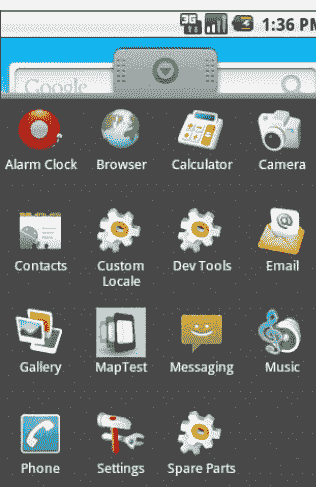 3G
1:36 PM
Google
Alarm Clock
Browser
Calculator
Camera
Contacts
Custom
Locale
Dev Tools
Email
Gallery
MapTest
Messaging
Music
Phone
Settings
Spare Parts